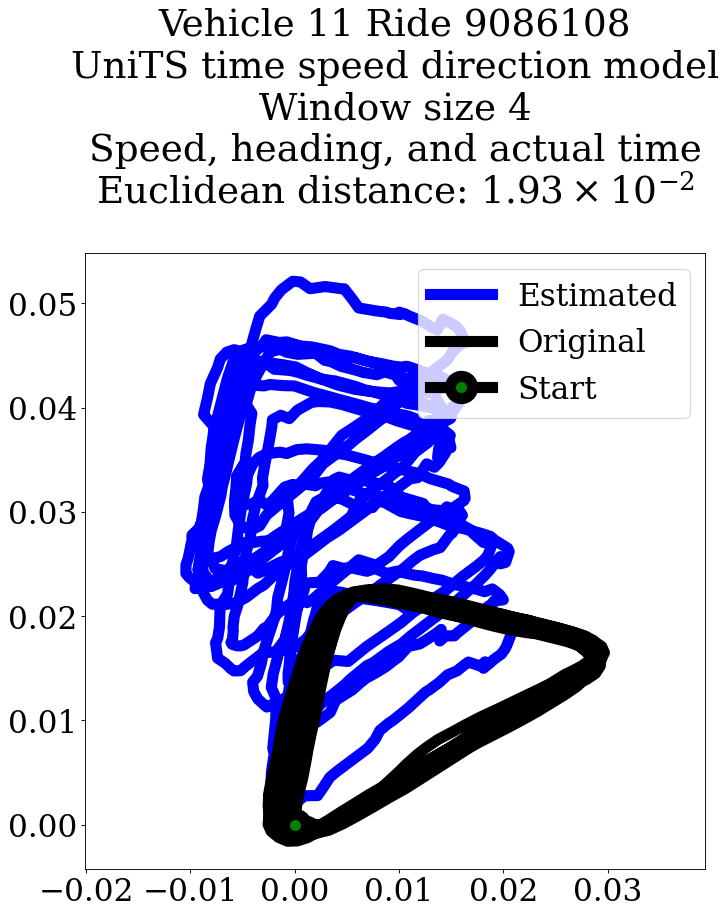 Vehicle 11 Ride 9086108
UniTS time speed direction model
Window size 4
Speed, heading, and actual time
Euclidean distance: 1.93 × 10⁻²
Estimated
Original
Start
0.05
0.04
0.03
0.02
0.01
0.00
−0.02 −0.01 0.00 0.01 0.02 0.03